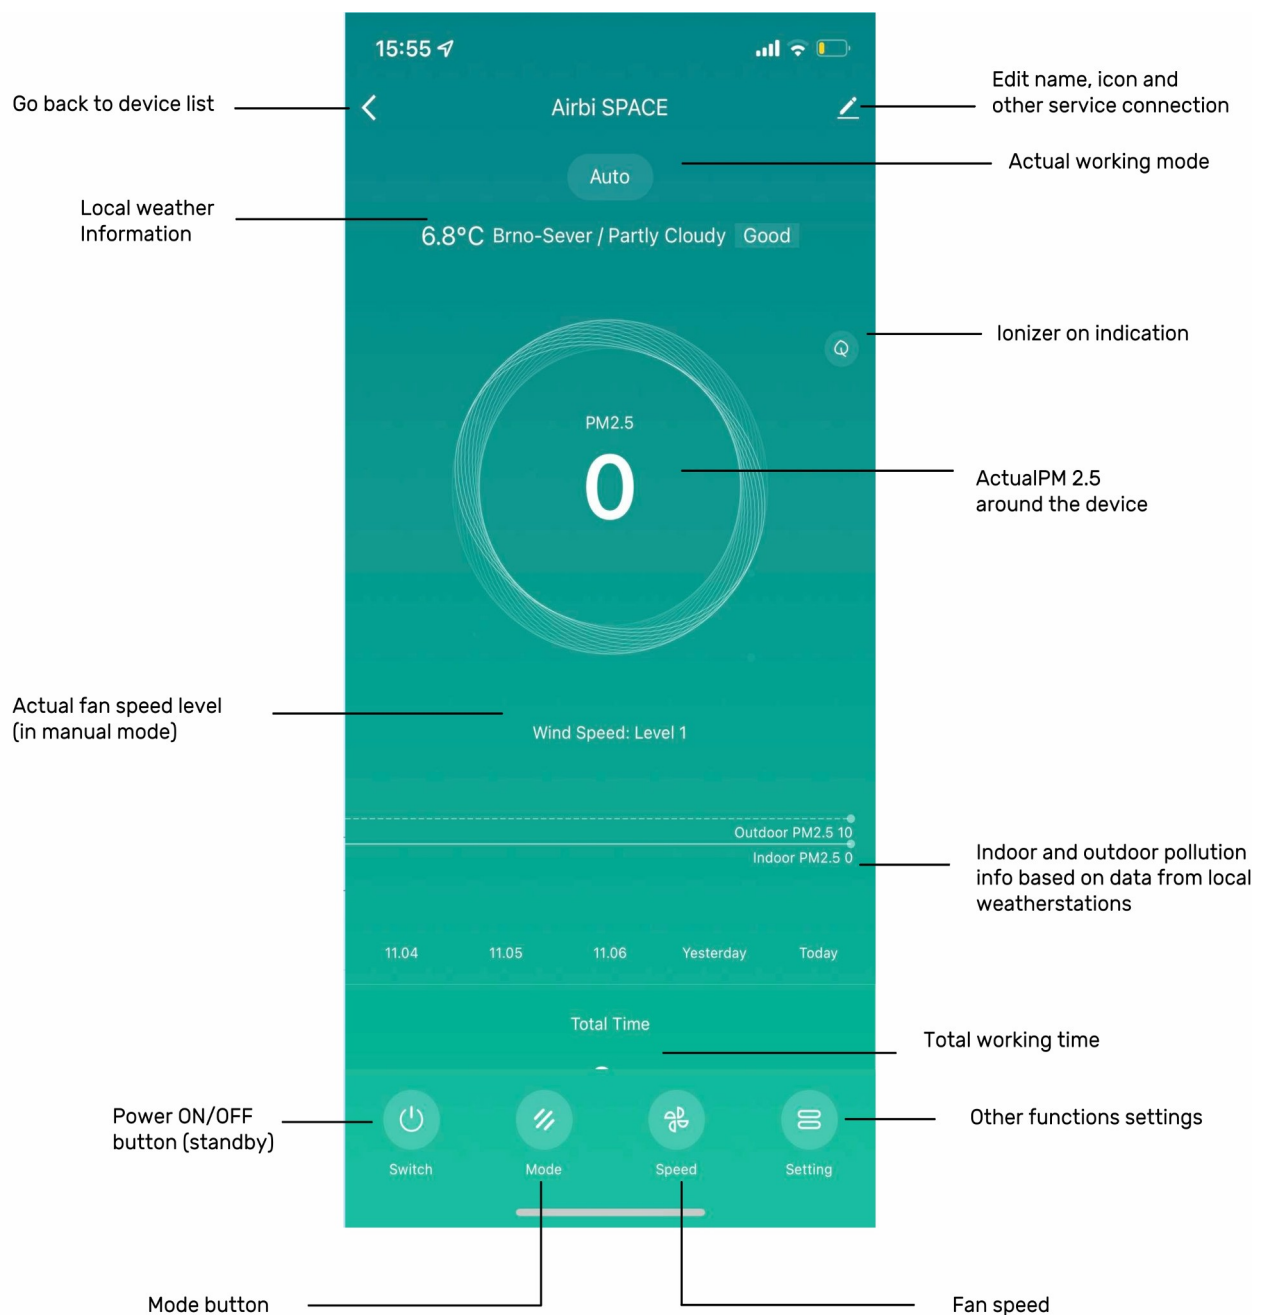 15:55
Go back to device list
Airbi SPACE
Edit name, icon and
other service connection
Auto
Actual working mode
Local weather
Information
6.8°C Brno-Sever / Partly Cloudy Good
Ionizer on indication
PM2.5
0
ActualPM 2.5
around the device
Actual fan speed level
(in manual mode)
Wind Speed: Level 1
Outdoor PM2.5 10
Indoor PM2.5 0
Indoor and outdoor pollution
info based on data from local
weatherstations
11.04 11.05 11.06 Yesterday Today
Total Time
Total working time
Power ON/OFF
button (standby)
Other functions settings
Switch Mode Speed Setting
Mode button
Fan speed